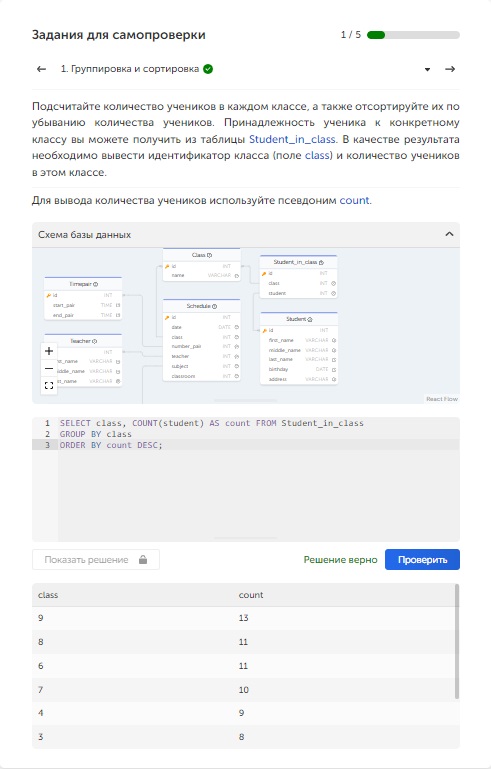 Задания для самопроверки
1 / 5
1. Группировка и сортировка
Подсчитайте количество учеников в каждом классе, а также отсортируйте их по
убыванию количества учеников. Принадлежность ученика к конкретному
классу вы можете получить из таблицы Student_in_class. В качестве результата
необходимо вывести идентификатор класса (поле class) и количество учеников
в этом классе.
Для вывода количества учеников используйте псевдоним count.
Схема базы данных
Class
id INT
name VARCHAR
Student_in_class
id INT
class INT
student INT
Timepair
id INT
start_pair TIME
end_pair TIME
Schedule
id INT
date DATE
class INT
number_pair INT
teacher INT
subject INT
classroom INT
Student
id INT
first_name VARCHAR
middle_name VARCHAR
last_name VARCHAR
birthday DATE
address VARCHAR
Teacher
INT
st_name VARCHAR
ddle_name VARCHAR
st_name VARCHAR
React Flow
1 SELECT class, COUNT(student) AS count FROM Student_in_class
2 GROUP BY class
3 ORDER BY count DESC;
Показать решение
Решение верно
Проверить
class count
9 13
8 11
6 11
7 10
4 9
3 8